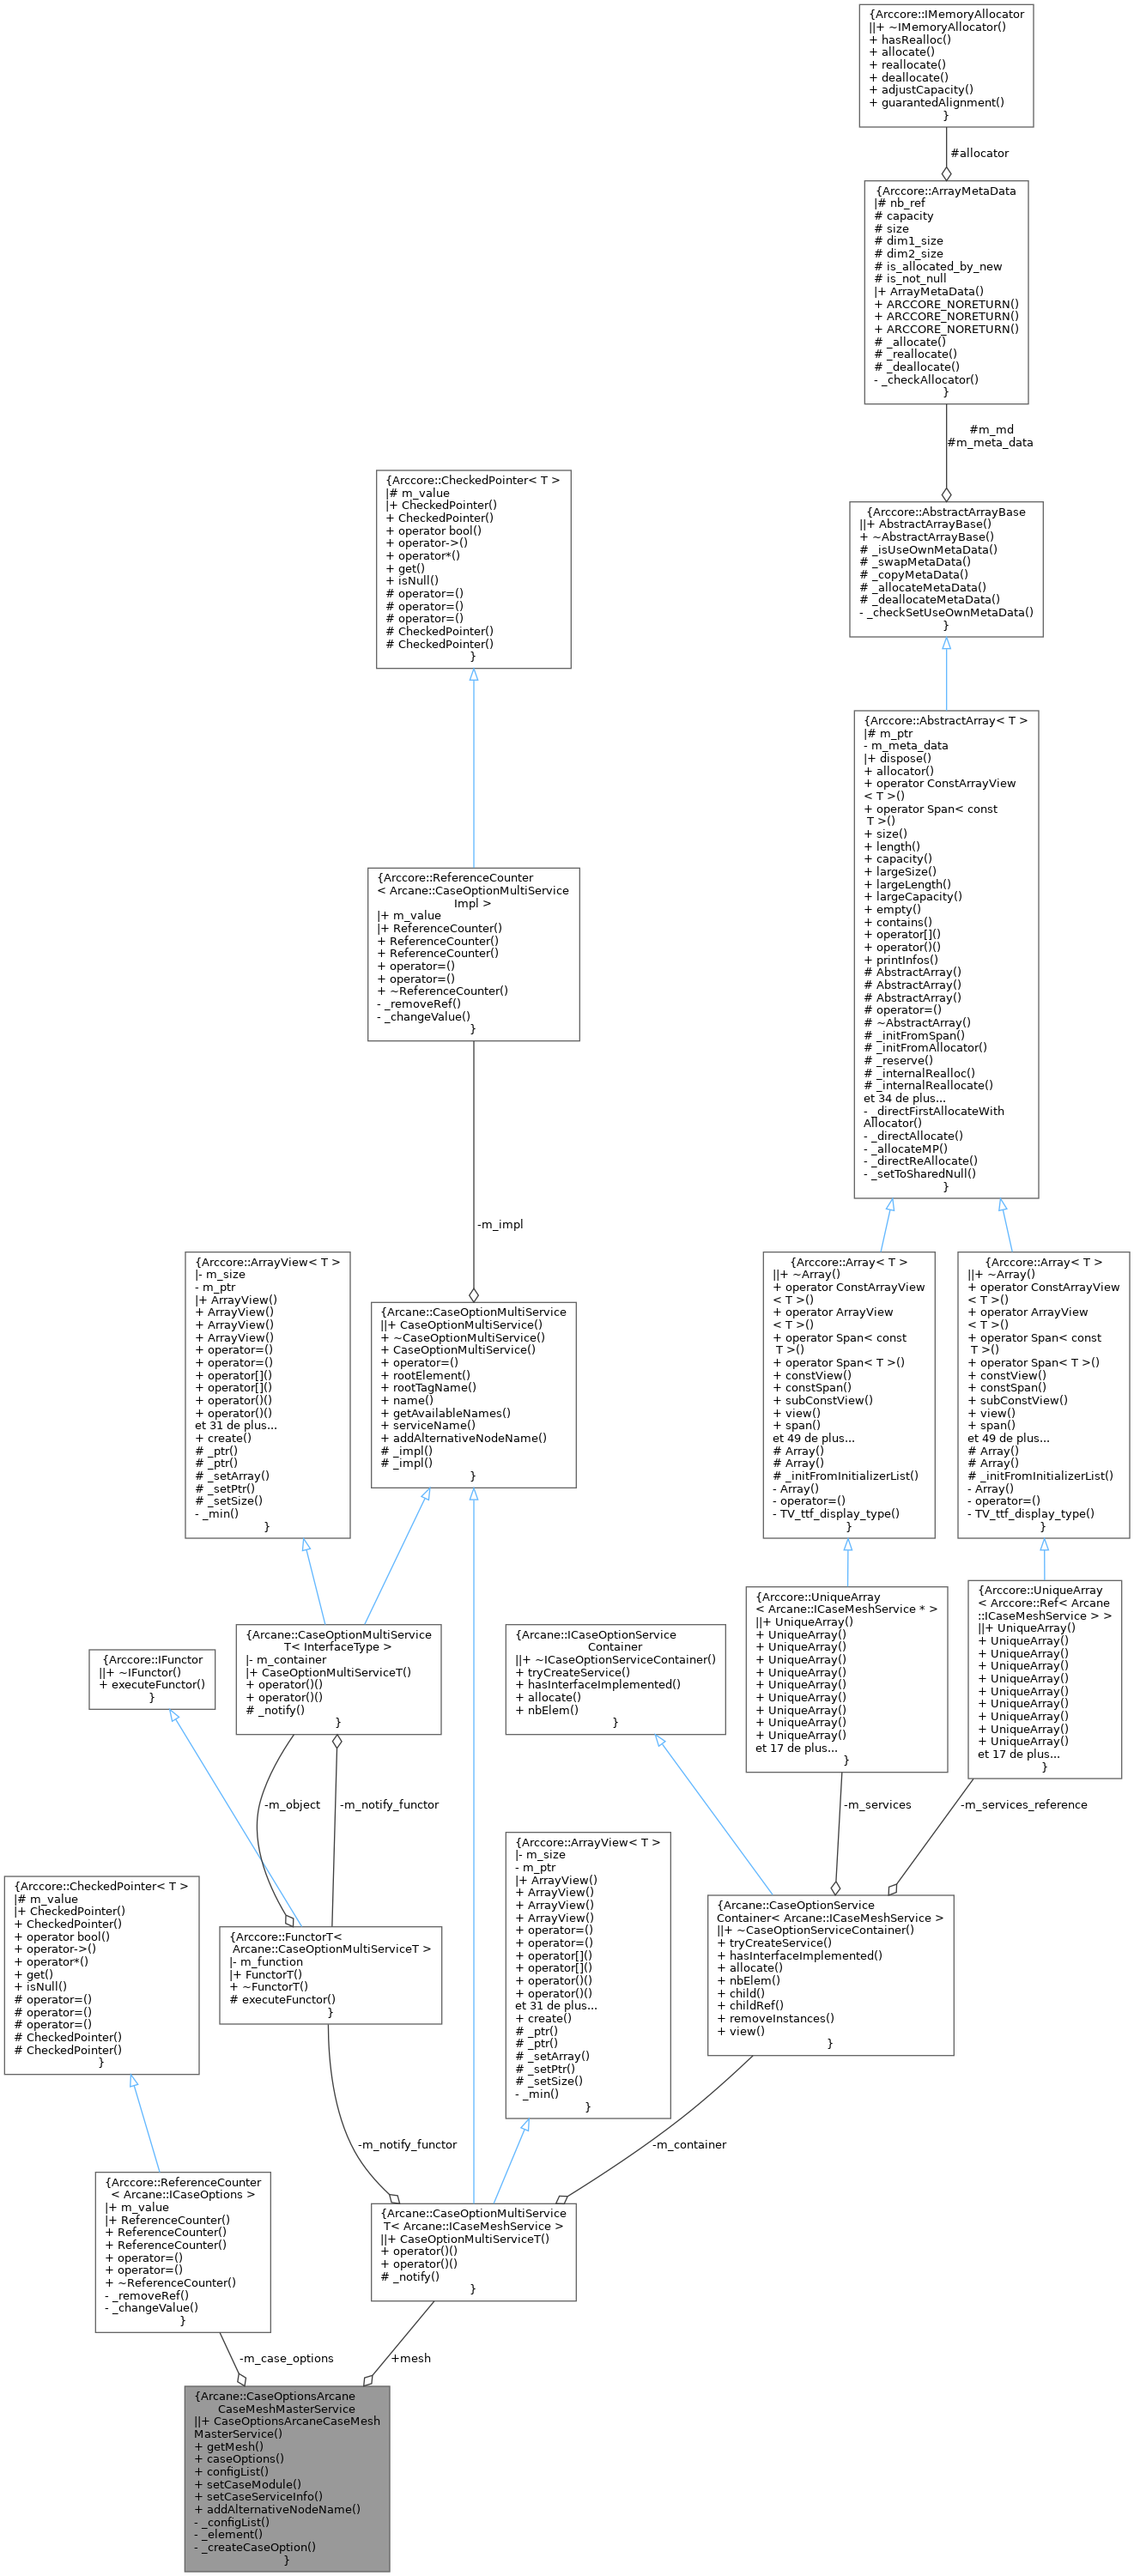 {Arccore::IMemoryAllocator
||+ ~IMemoryAllocator()
+ hasRealloc()
+ allocate()
+ reallocate()
+ deallocate()
+ adjustCapacity()
+ guarantedAlignment()
}
#allocator
{Arccore::ArrayMetaData
|# nb_ref
# capacity
# size
# dim1_size
# dim2_size
# is_allocated_by_new
# is_not_null
|+ ArrayMetaData()
+ ARCCORE_NORETURN()
+ ARCCORE_NORETURN()
+ ARCCORE_NORETURN()
# _allocate()
# _reallocate()
# _deallocate()
- _checkAllocator()
}
#m_md
#m_meta_data
{Arccore::CheckedPointer< T >
|# m_value
|+ CheckedPointer()
+ CheckedPointer()
+ operator bool()
+ operator->()
+ operator*()
+ get()
+ isNull()
# operator=()
# operator=()
# operator=()
# CheckedPointer()
# CheckedPointer()
}
{Arccore::AbstractArrayBase
||+ AbstractArrayBase()
+ ~AbstractArrayBase()
# _isUseOwnMetaData()
# _swapMetaData()
# _copyMetaData()
# _allocateMetaData()
# _deallocateMetaData()
- _checkSetUseOwnMetaData()
}
{Arccore::AbstractArray< T >
|# m_ptr
- m_meta_data
|+ dispose()
+ allocator()
+ operator ConstArrayView
< T >()
+ operator Span< const
T >()
+ size()
+ length()
+ capacity()
+ largeSize()
+ largeLength()
+ largeCapacity()
+ empty()
+ contains()
+ operator[]()
+ operator()()
+ printInfos()
# AbstractArray()
# AbstractArray()
# AbstractArray()
# operator=()
# ~AbstractArray()
# _initFromSpan()
# _initFromAllocator()
# _reserve()
# _internalRealloc()
# _internalReallocate()
et 34 de plus...
- _directFirstAllocateWith
Allocator()
- _directAllocate()
- _allocateMP()
- _directReAllocate()
- _setToSharedNull()
}
{Arccore::ReferenceCounter
< Arcane::CaseOptionMultiService
Impl >
|+ m_value
|+ ReferenceCounter()
+ ReferenceCounter()
+ ReferenceCounter()
+ operator=()
+ operator=()
+ ~ReferenceCounter()
- _removeRef()
- _changeValue()
}
-m_impl
{Arccore::ArrayView< T >
|- m_size
- m_ptr
|+ ArrayView()
+ ArrayView()
+ ArrayView()
+ ArrayView()
+ operator=()
+ operator=()
+ operator[]()
+ operator[]()
+ operator()()
+ operator()()
et 31 de plus...
+ create()
# _ptr()
# _ptr()
# _setArray()
# _setPtr()
# _setSize()
- _min()
}
{Arcane::CaseOptionMultiService
||+ CaseOptionMultiService()
+ ~CaseOptionMultiService()
+ CaseOptionMultiService()
+ operator=()
+ rootElement()
+ rootTagName()
+ name()
+ getAvailableNames()
+ serviceName()
+ addAlternativeNodeName()
# _impl()
# _impl()
}
{Arccore::Array< T >
||+ ~Array()
+ operator ConstArrayView
< T >()
+ operator ArrayView
< T >()
+ operator Span< const
T >()
+ operator Span< T >()
+ constView()
+ constSpan()
+ subConstView()
+ view()
+ span()
et 49 de plus...
# Array()
# Array()
# _initFromInitializerList()
- Array()
- operator=()
- TV_ttf_display_type()
}
{Arccore::Array< T >
||+ ~Array()
+ operator ConstArrayView
< T >()
+ operator ArrayView
< T >()
+ operator Span< const
T >()
+ operator Span< T >()
+ constView()
+ constSpan()
+ subConstView()
+ view()
+ span()
et 49 de plus...
# Array()
# Array()
# _initFromInitializerList()
- Array()
- operator=()
- TV_ttf_display_type()
}
{Arccore::IFunctor
||+ ~IFunctor()
+ executeFunctor()
}
{Arcane::CaseOptionMultiService
T< InterfaceType >
|- m_container
|+ CaseOptionMultiServiceT()
+ operator()()
+ operator()()
# _notify()
}
{Arcane::ICaseOptionService
Container
||+ ~ICaseOptionServiceContainer()
+ tryCreateService()
+ hasInterfaceImplemented()
+ allocate()
+ nbElem()
}
{Arccore::UniqueArray
< Arcane::ICaseMeshService * >
||+ UniqueArray()
+ UniqueArray()
+ UniqueArray()
+ UniqueArray()
+ UniqueArray()
+ UniqueArray()
+ UniqueArray()
+ UniqueArray()
+ UniqueArray()
+ UniqueArray()
et 17 de plus...
}
{Arccore::UniqueArray
< Arccore::Ref< Arcane
::ICaseMeshService > >
||+ UniqueArray()
+ UniqueArray()
+ UniqueArray()
+ UniqueArray()
+ UniqueArray()
+ UniqueArray()
+ UniqueArray()
+ UniqueArray()
+ UniqueArray()
+ UniqueArray()
et 17 de plus...
}
-m_object
-m_notify_functor
-m_services
-m_services_reference
{Arccore::CheckedPointer< T >
|# m_value
|+ CheckedPointer()
+ CheckedPointer()
+ operator bool()
+ operator->()
+ operator*()
+ get()
+ isNull()
# operator=()
# operator=()
# operator=()
# CheckedPointer()
# CheckedPointer()
}
{Arccore::FunctorT<
Arcane::CaseOptionMultiServiceT >
|- m_function
|+ FunctorT()
+ ~FunctorT()
# executeFunctor()
}
{Arccore::ArrayView< T >
|- m_size
- m_ptr
|+ ArrayView()
+ ArrayView()
+ ArrayView()
+ ArrayView()
+ operator=()
+ operator=()
+ operator[]()
+ operator[]()
+ operator()()
+ operator()()
et 31 de plus...
+ create()
# _ptr()
# _ptr()
# _setArray()
# _setPtr()
# _setSize()
- _min()
}
{Arcane::CaseOptionService
Container< Arcane::ICaseMeshService >
||+ ~CaseOptionServiceContainer()
+ tryCreateService()
+ hasInterfaceImplemented()
+ allocate()
+ nbElem()
+ child()
+ childRef()
+ removeInstances()
+ view()
}
-m_notify_functor
-m_container
{Arccore::ReferenceCounter
< Arcane::ICaseOptions >
|+ m_value
|+ ReferenceCounter()
+ ReferenceCounter()
+ ReferenceCounter()
+ operator=()
+ operator=()
+ ~ReferenceCounter()
- _removeRef()
- _changeValue()
}
{Arcane::CaseOptionMultiService
T< Arcane::ICaseMeshService >
||+ CaseOptionMultiServiceT()
+ operator()()
+ operator()()
# _notify()
}
-m_case_options
+mesh
{Arcane::CaseOptionsArcane
CaseMeshMasterService
||+ CaseOptionsArcaneCaseMesh
MasterService()
+ getMesh()
+ caseOptions()
+ configList()
+ setCaseModule()
+ setCaseServiceInfo()
+ addAlternativeNodeName()
- _configList()
- _element()
- _createCaseOption()
}